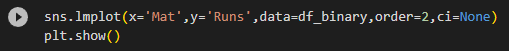 sns.lmplot(x='Mat',y='Runs',data=df_binary,order=2,ci=None)
plt.show()